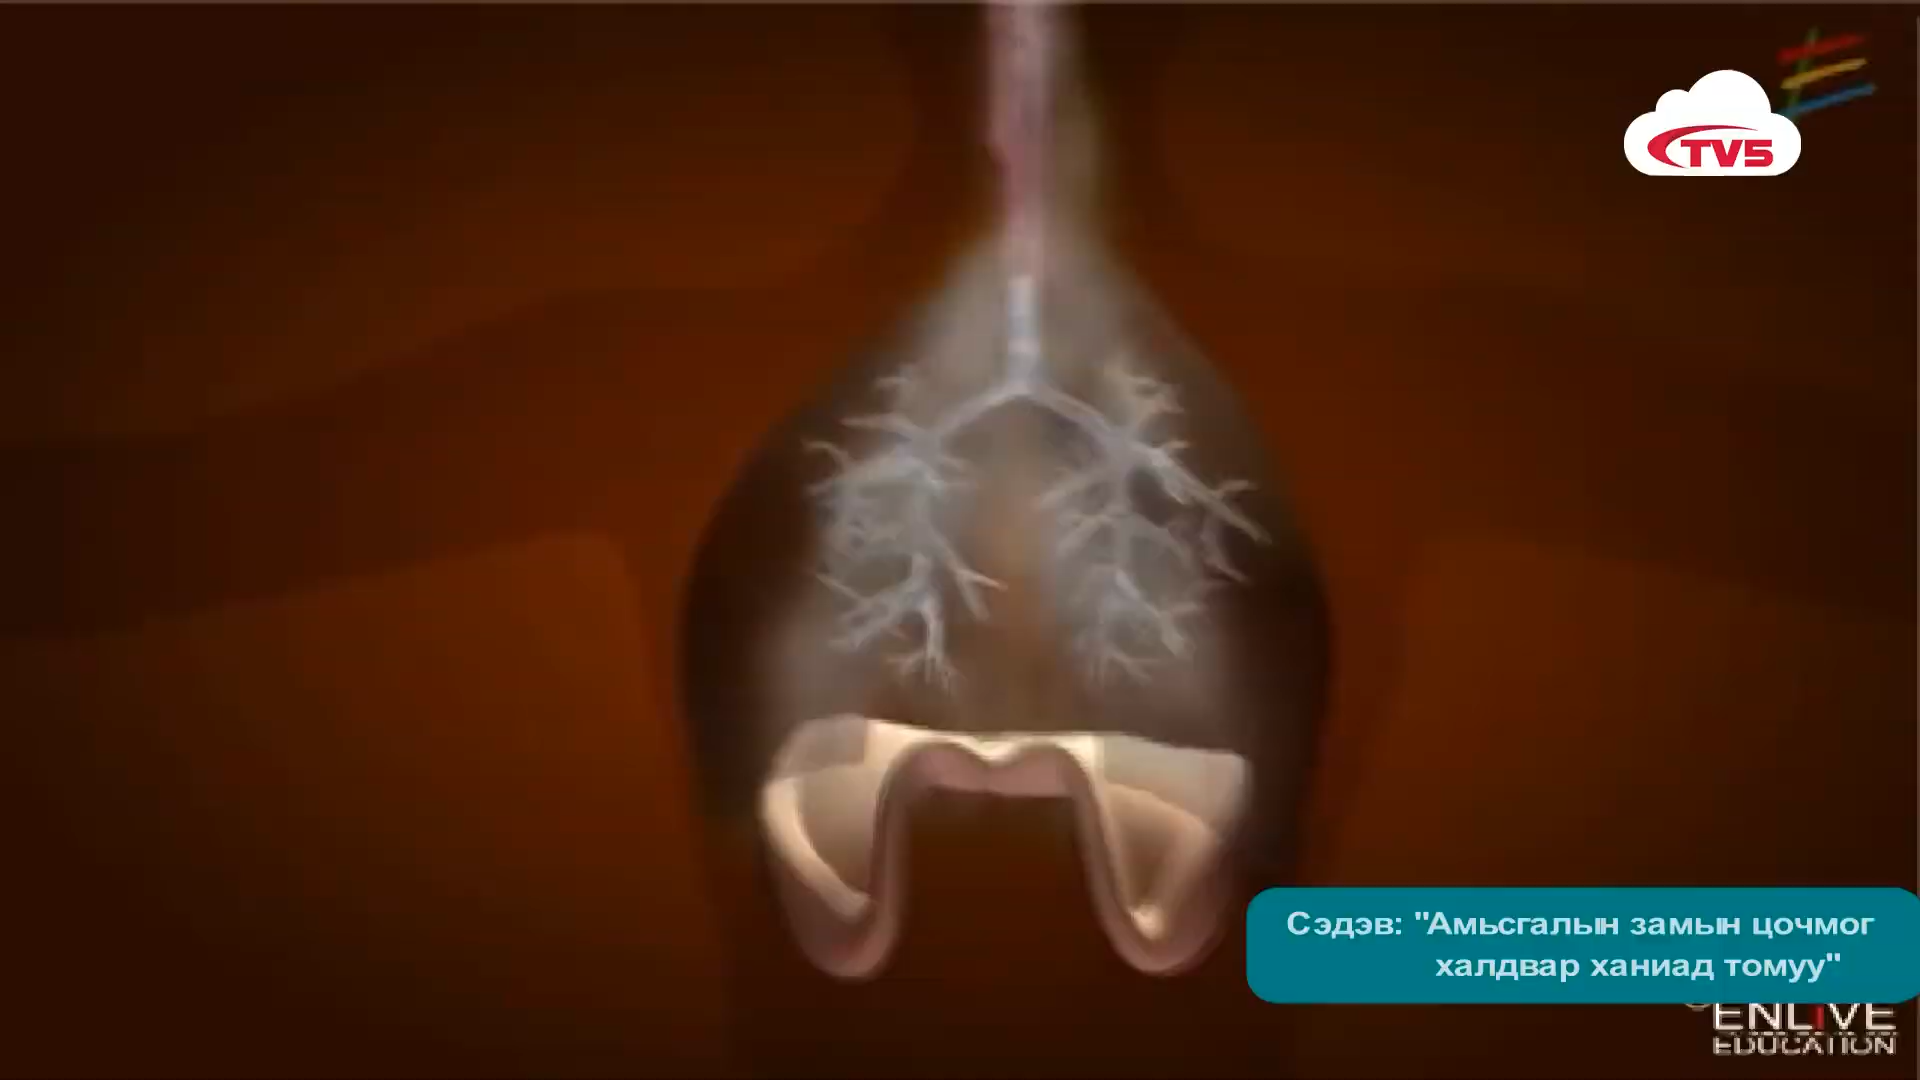 TV5
Сэдэв: "Амьсгалын замын цочмог
халдвар ханиад томуу"
ENLIVE
EDUCATION